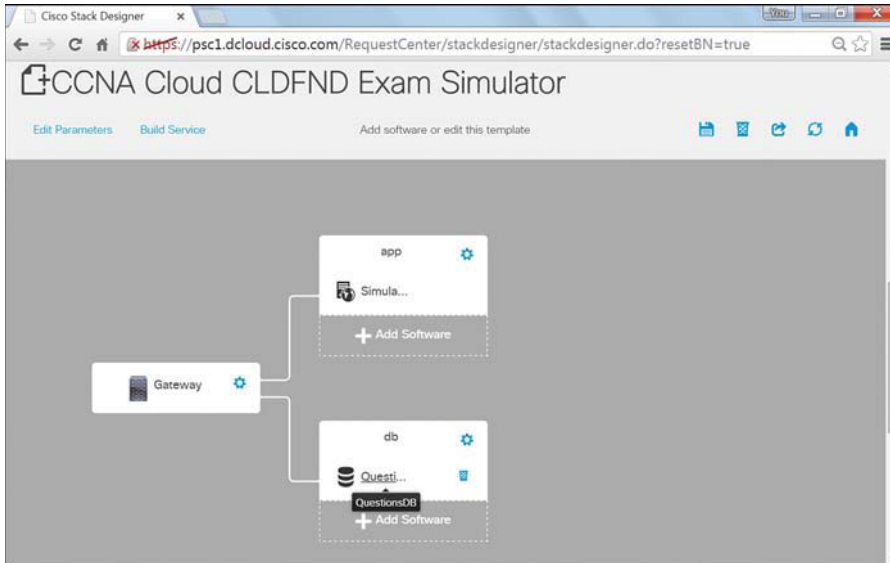 Cisco Stack Designer
You
https://psc1.dcloud.cisco.com/RequestCenter/stackdesigner/stackdesigner.do?resetBN=true
CCNA Cloud CLDFND Exam Simulator
Edit Parameters
Build Service
Add software or edit this template
app
Simula...
Add Software
Gateway
db
Questi...
QuestionsDB
Add Software